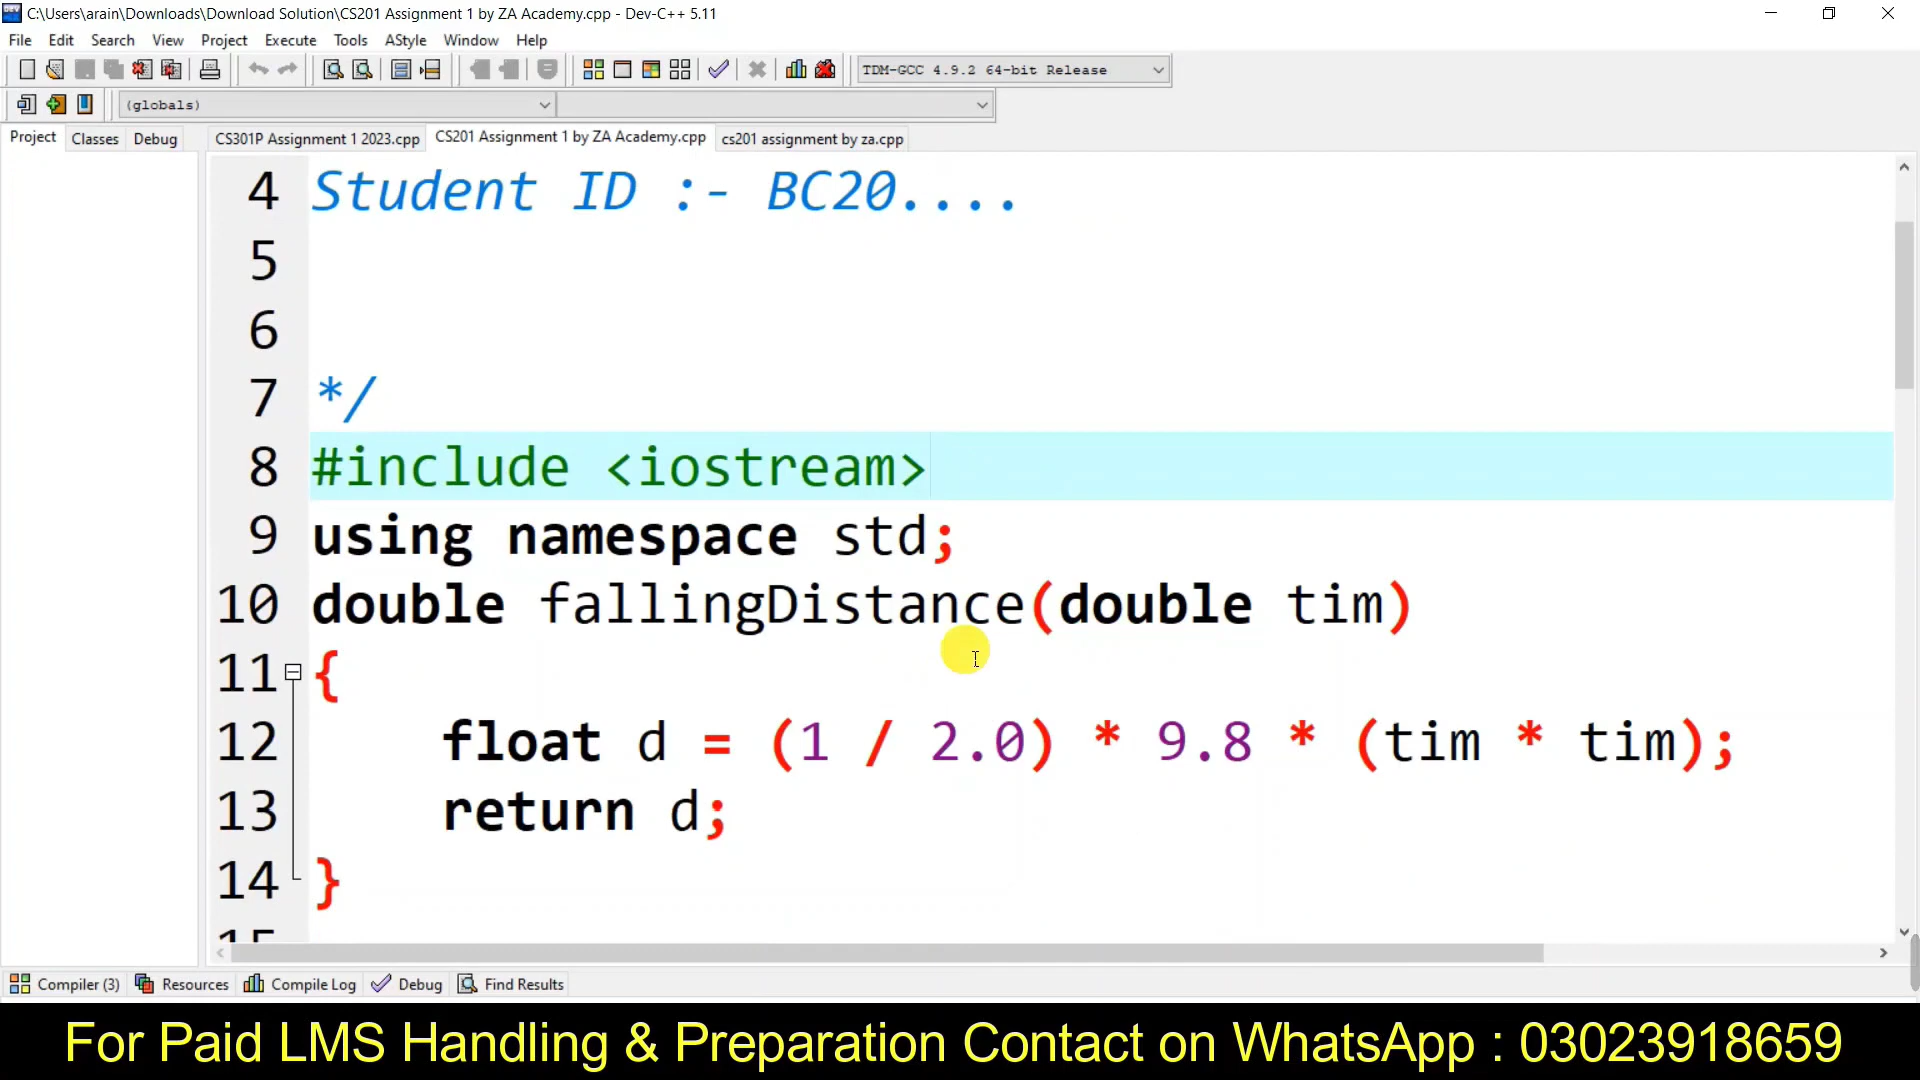 C:\Users\arain\Downloads\Download Solution\CS201 Assignment 1 by ZA Academy.cpp - Dev-C++ 5.11
File Edit Search View Project Execute Tools AStyle Window Help
TDM-GCC 4.9.2 64-bit Release
(globals)
Project Classes Debug CS301P Assignment 1 2023.cpp CS201 Assignment 1 by ZA Academy.cpp cs201 assignment by za.cpp
4 Student ID :- BC20....
5
6
7 */
8 #include <iostream>
9 using namespace std;
10 double fallingDistance(double tim)
11 {
12 float d = (1 / 2.0) * 9.8 * (tim * tim);
13 return d;
14 }
15
Compiler (3) Resources Compile Log Debug Find Results
For Paid LMS Handling & Preparation Contact on WhatsApp : 03023918659